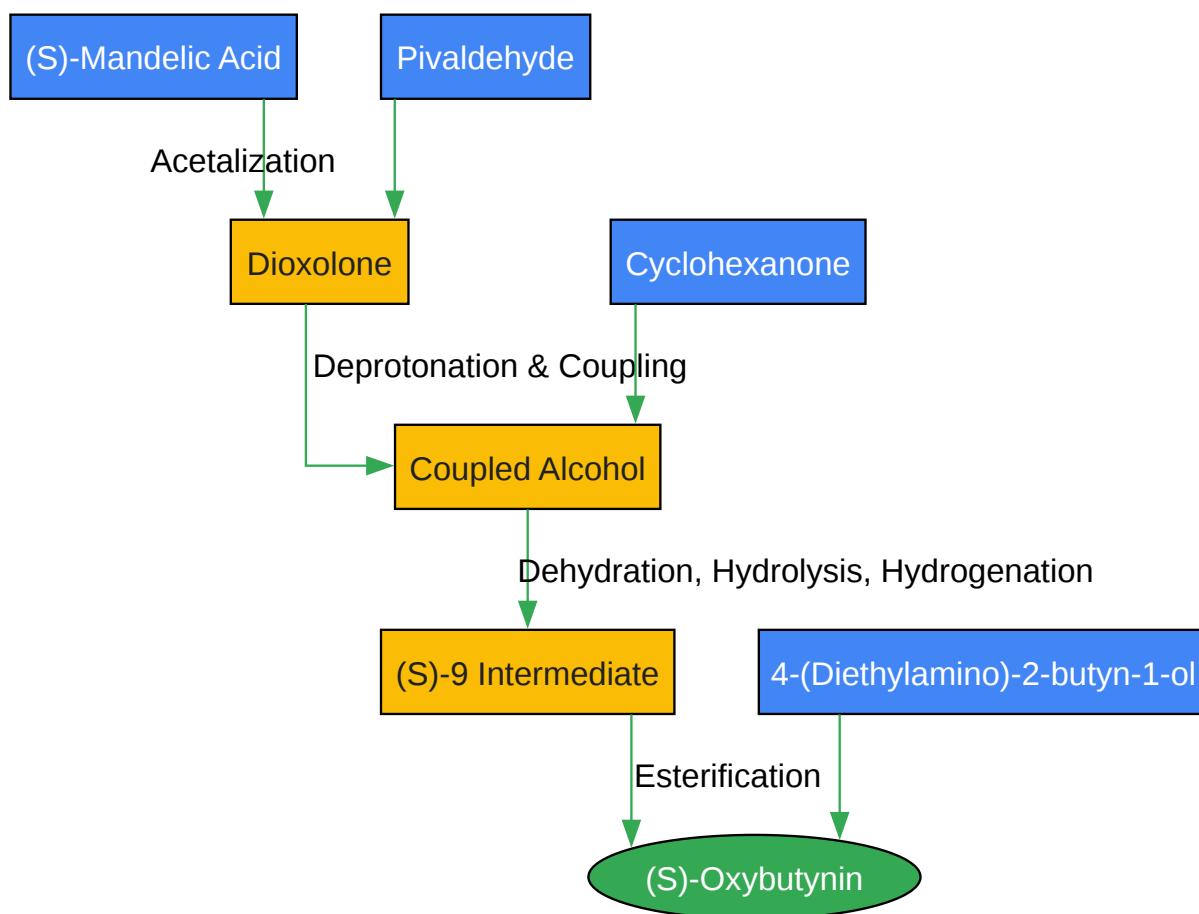 (S)-Mandelic Acid
Pivaldehyde
Acetalization
Dioxolone
Cyclohexanone
Deprotonation & Coupling
Coupled Alcohol
Dehydration, Hydrolysis, Hydrogenation
(S)-9 Intermediate
4-(Diethylamino)-2-butyn-1-ol
Esterification
(S)-Oxybutynin